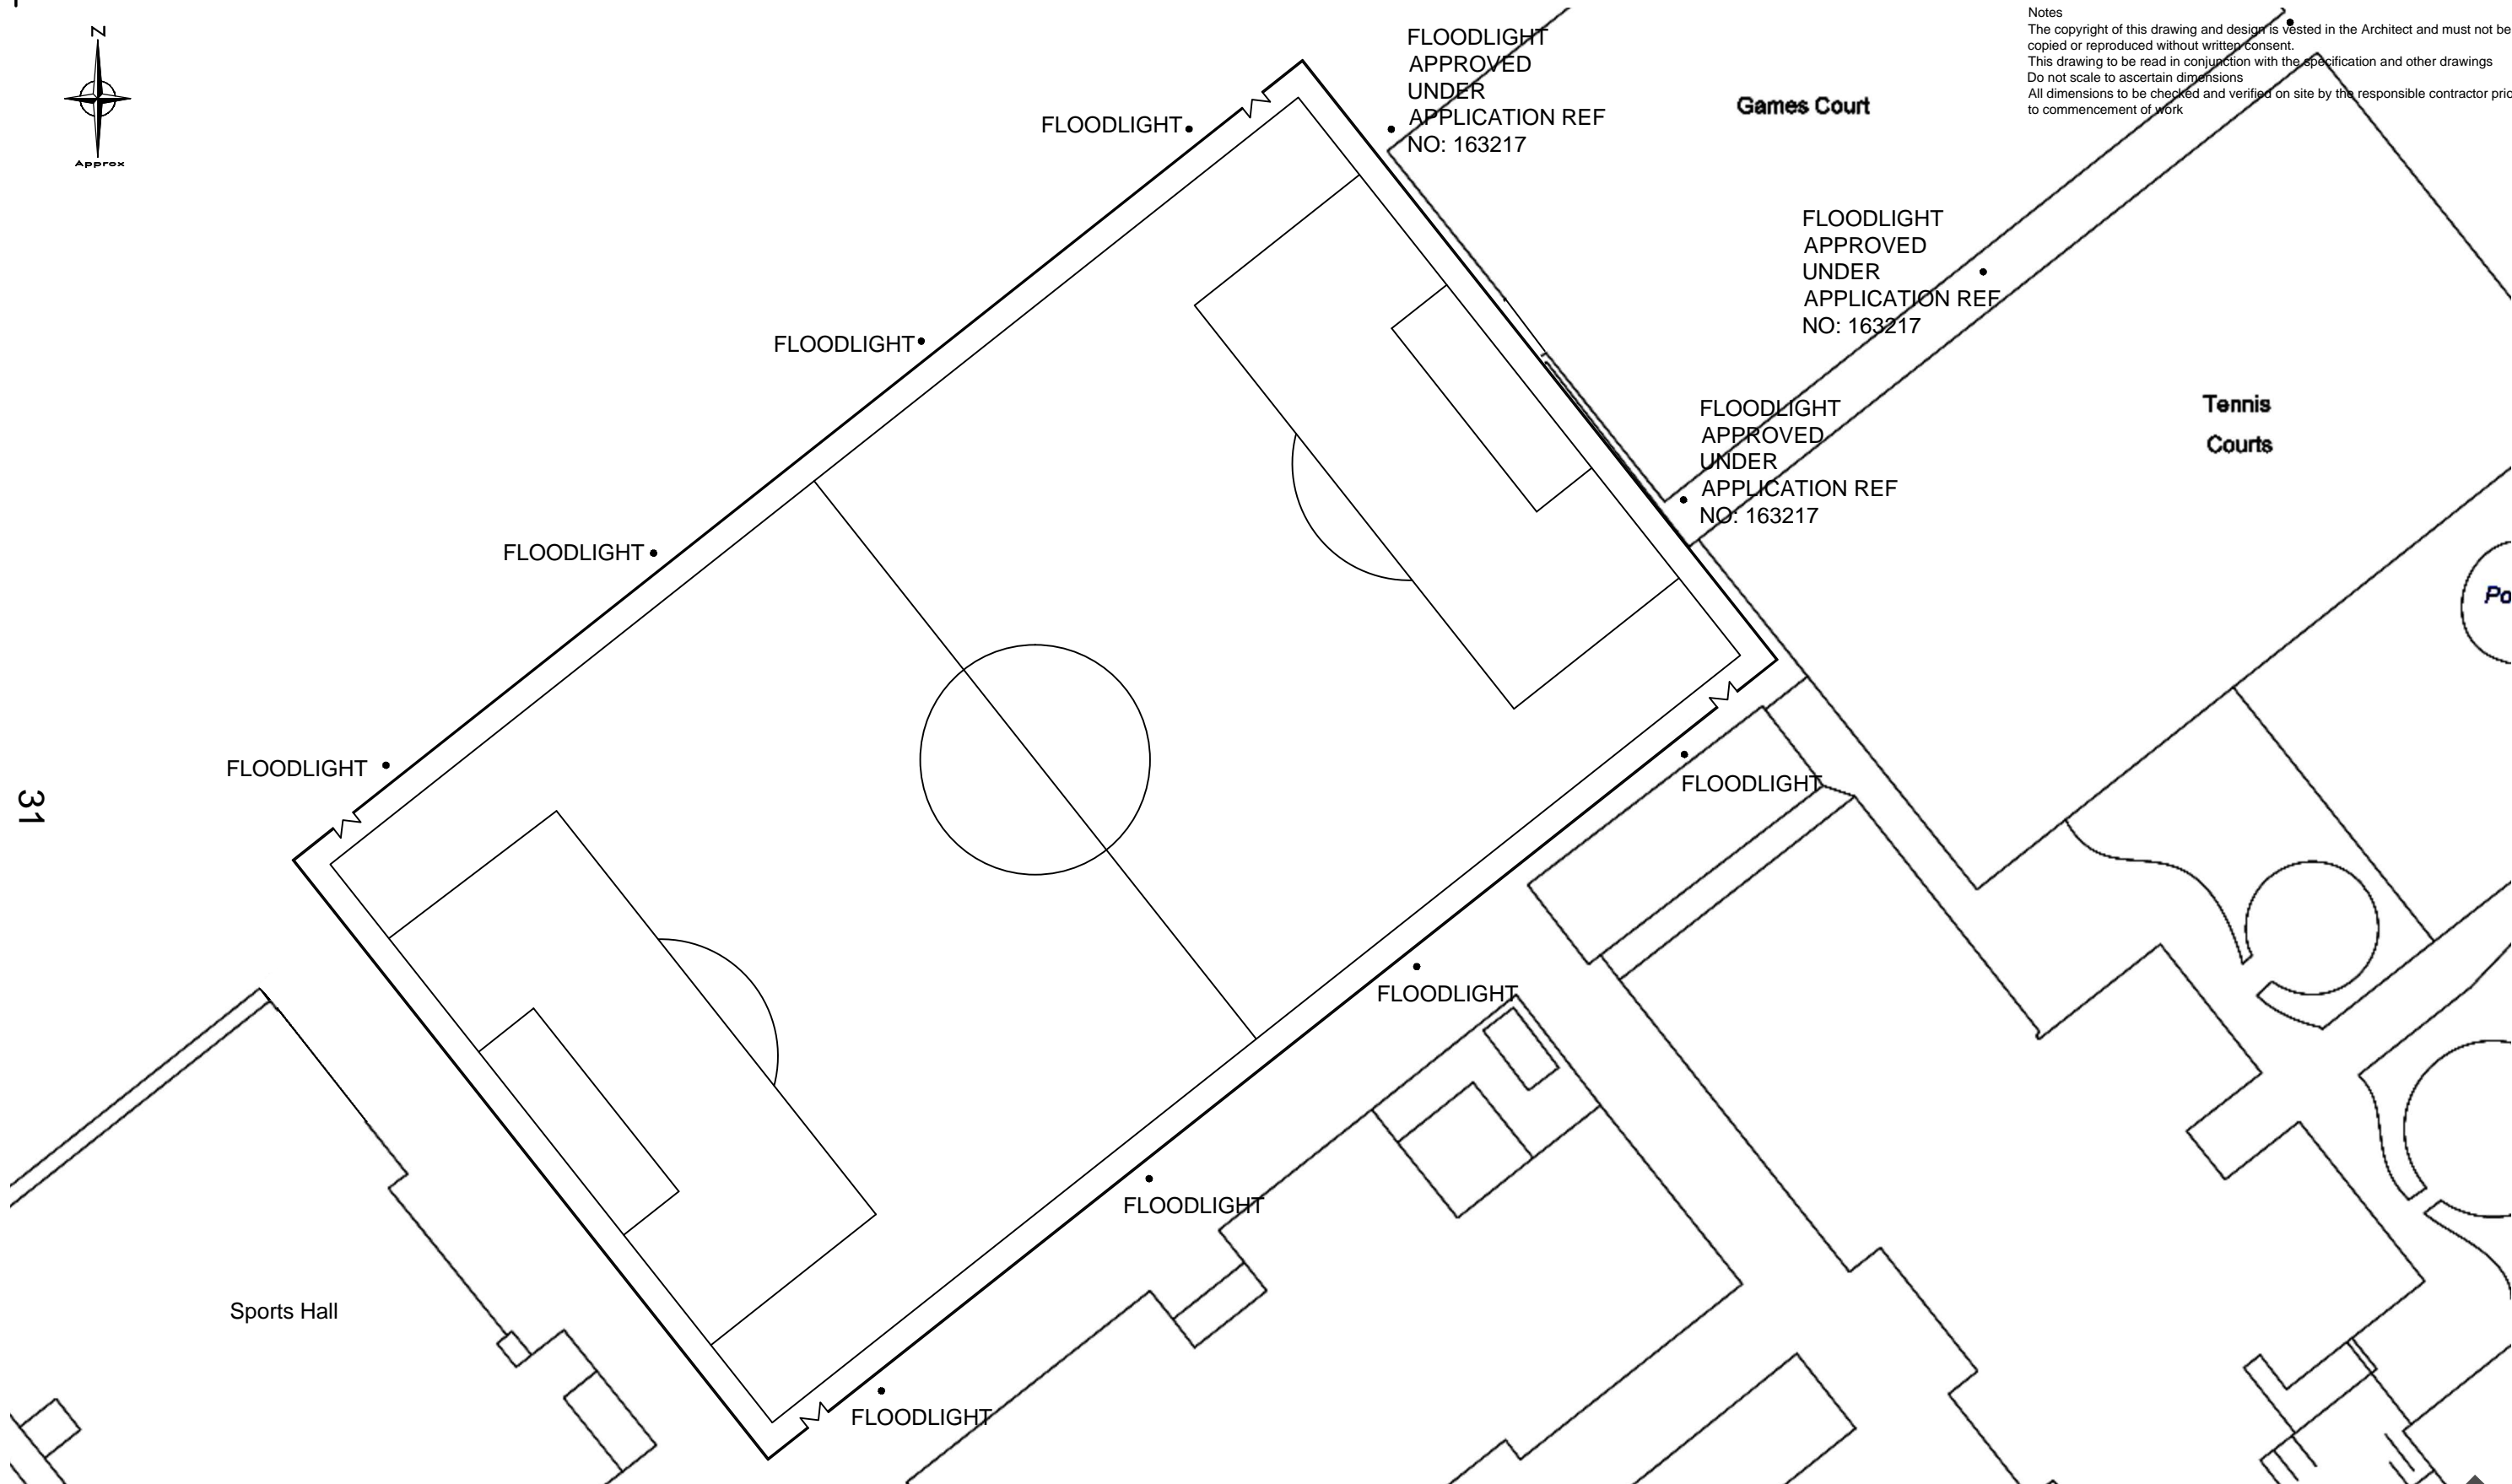 N
Approx
Notes
The copyright of this drawing and design is vested in the Architect and must not be
copied or reproduced without written consent.
This drawing to be read in conjunction with the specification and other drawings
Do not scale to ascertain dimensions
All dimensions to be checked and verified on site by the responsible contractor
to commencement of work
FLOODLIGHT
APPROVED
UNDER
APPLICATION REF
NO: 163217
Games Court
FLOODLIGHT
FLOODLIGHT
APPROVED
UNDER
APPLICATION REF
NO: 163217
FLOODLIGHT
FLOODLIGHT
APPROVED
UNDER
APPLICATION REF
NO: 163217
Tennis
Courts
FLOODLIGHT
FLOODLIGHT
FLOODLIGHT
31
FLOODLIGHT
FLOODLIGHT
Sports Hall
FLOODLIGHT